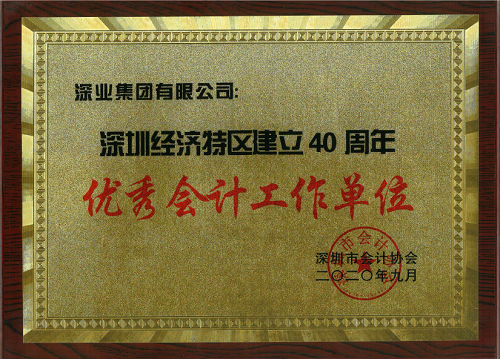 深业集团有限公司:
深圳经济特区建立40周年
优秀会计工作单位
深圳市会计协会
二〇二〇年九月